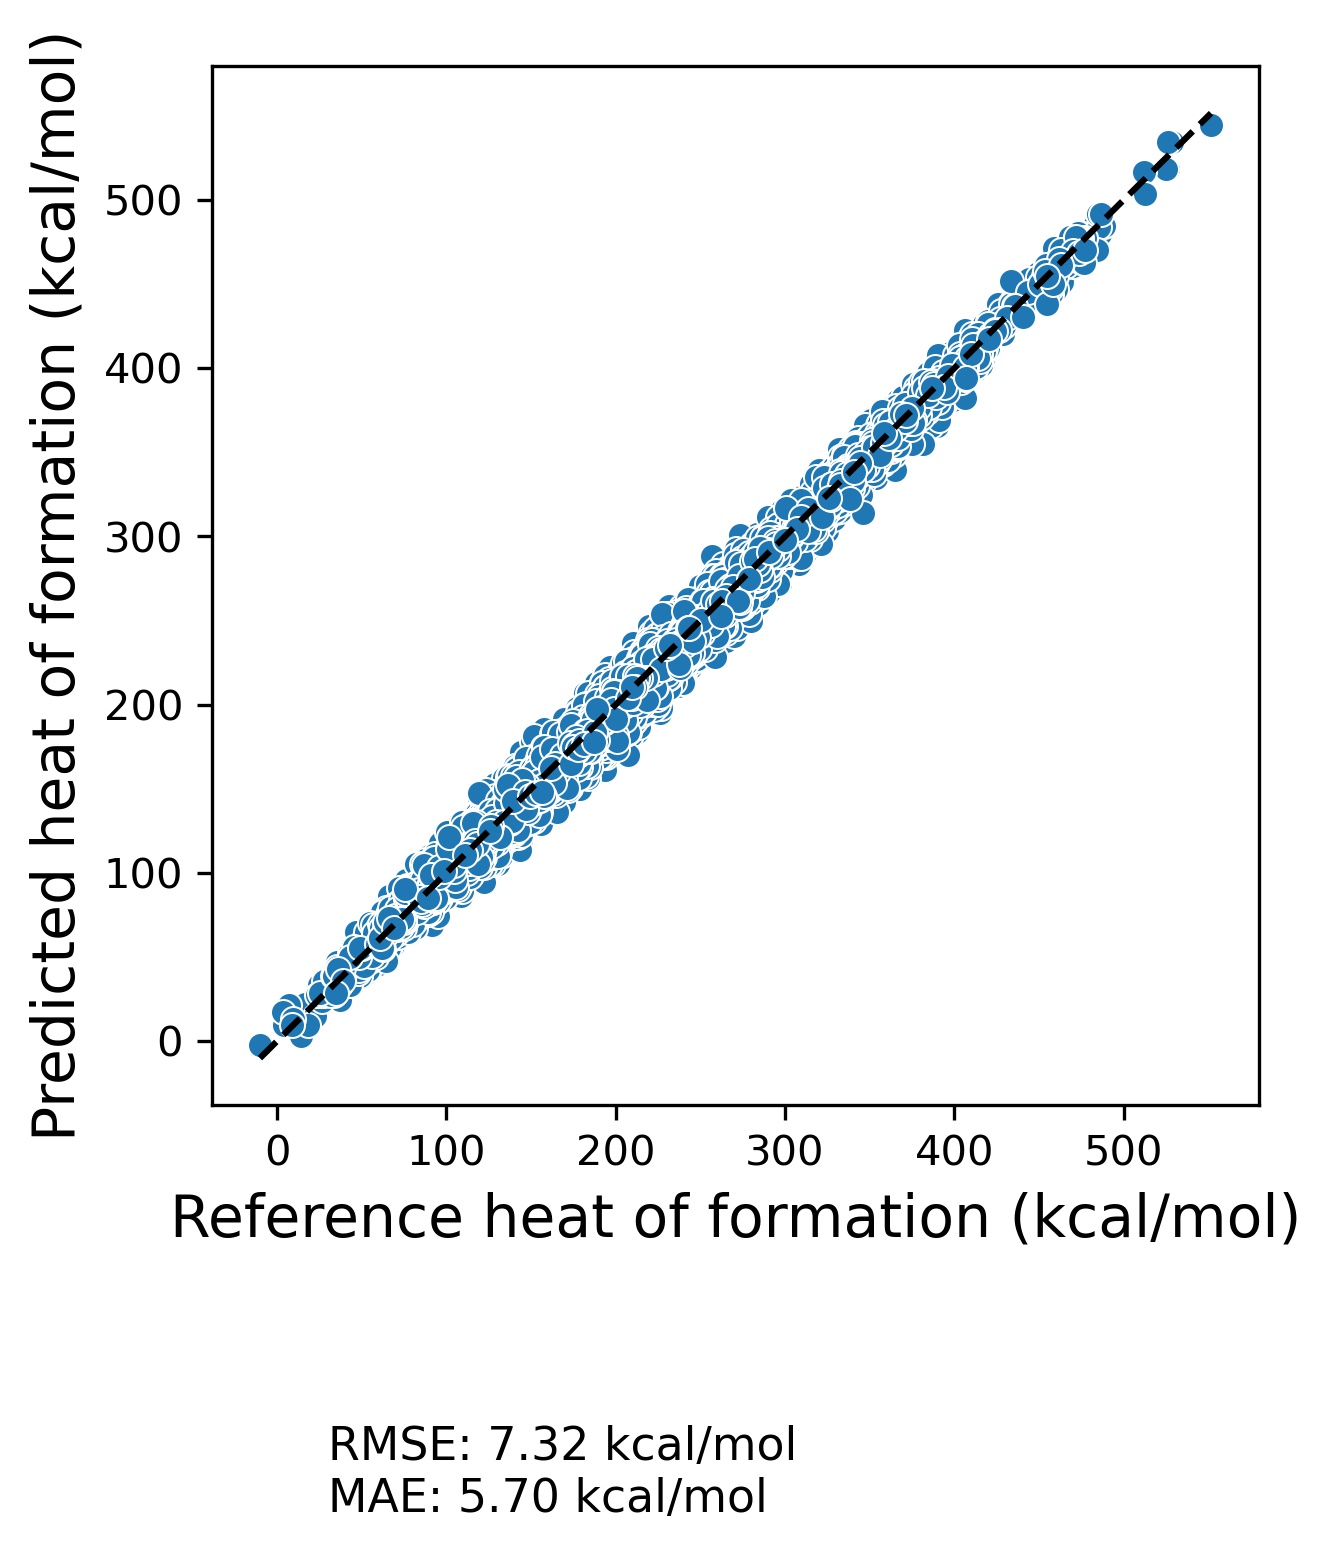 Predicted heat of formation (kcal/mol)
500
400
300
200
100
0
0 100 200 300 400 500
Reference heat of formation (kcal/mol)
RMSE: 7.32 kcal/mol
MAE: 5.70 kcal/mol